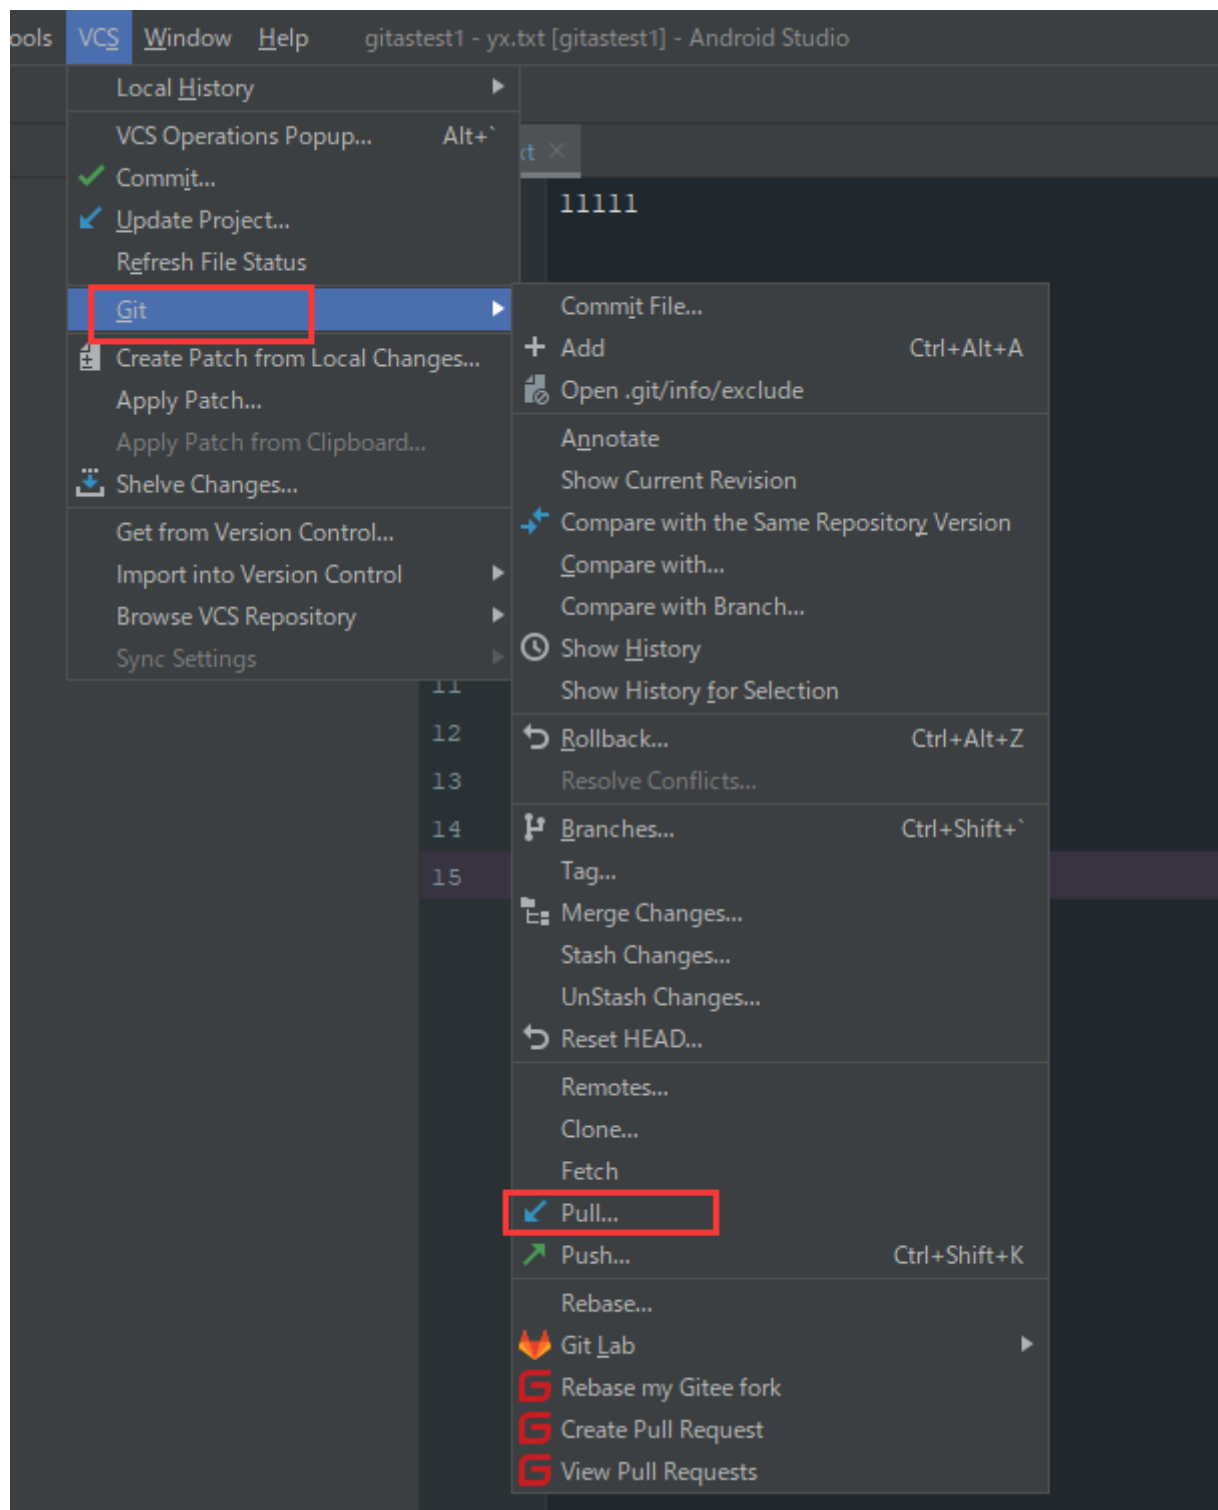 ools VCS Window Help gitastest1 - yx.txt [gitastest1] - Android Studio
Local History
VCS Operations Popup... Alt+`
Commit...
Update Project...
Refresh File Status
Git
Create Patch from Local Changes...
Apply Patch...
Apply Patch from Clipboard...
Shelve Changes...
Get from Version Control...
Import into Version Control
Browse VCS Repository
Sync Settings
xt
11111
Commit File...
Add Ctrl+Alt+A
Open .git/info/exclude
Annotate
Show Current Revision
Compare with the Same Repository Version
Compare with...
Compare with Branch...
Show History
Show History for Selection
Rollback... Ctrl+Alt+Z
Resolve Conflicts...
Branches... Ctrl+Shift+`
Tag...
Merge Changes...
Stash Changes...
UnStash Changes...
Reset HEAD...
Remotes...
Clone...
Fetch
Pull...
Push... Ctrl+Shift+K
Rebase...
Git Lab
Rebase my Gitee fork
Create Pull Request
View Pull Requests
11
12
13
14
15